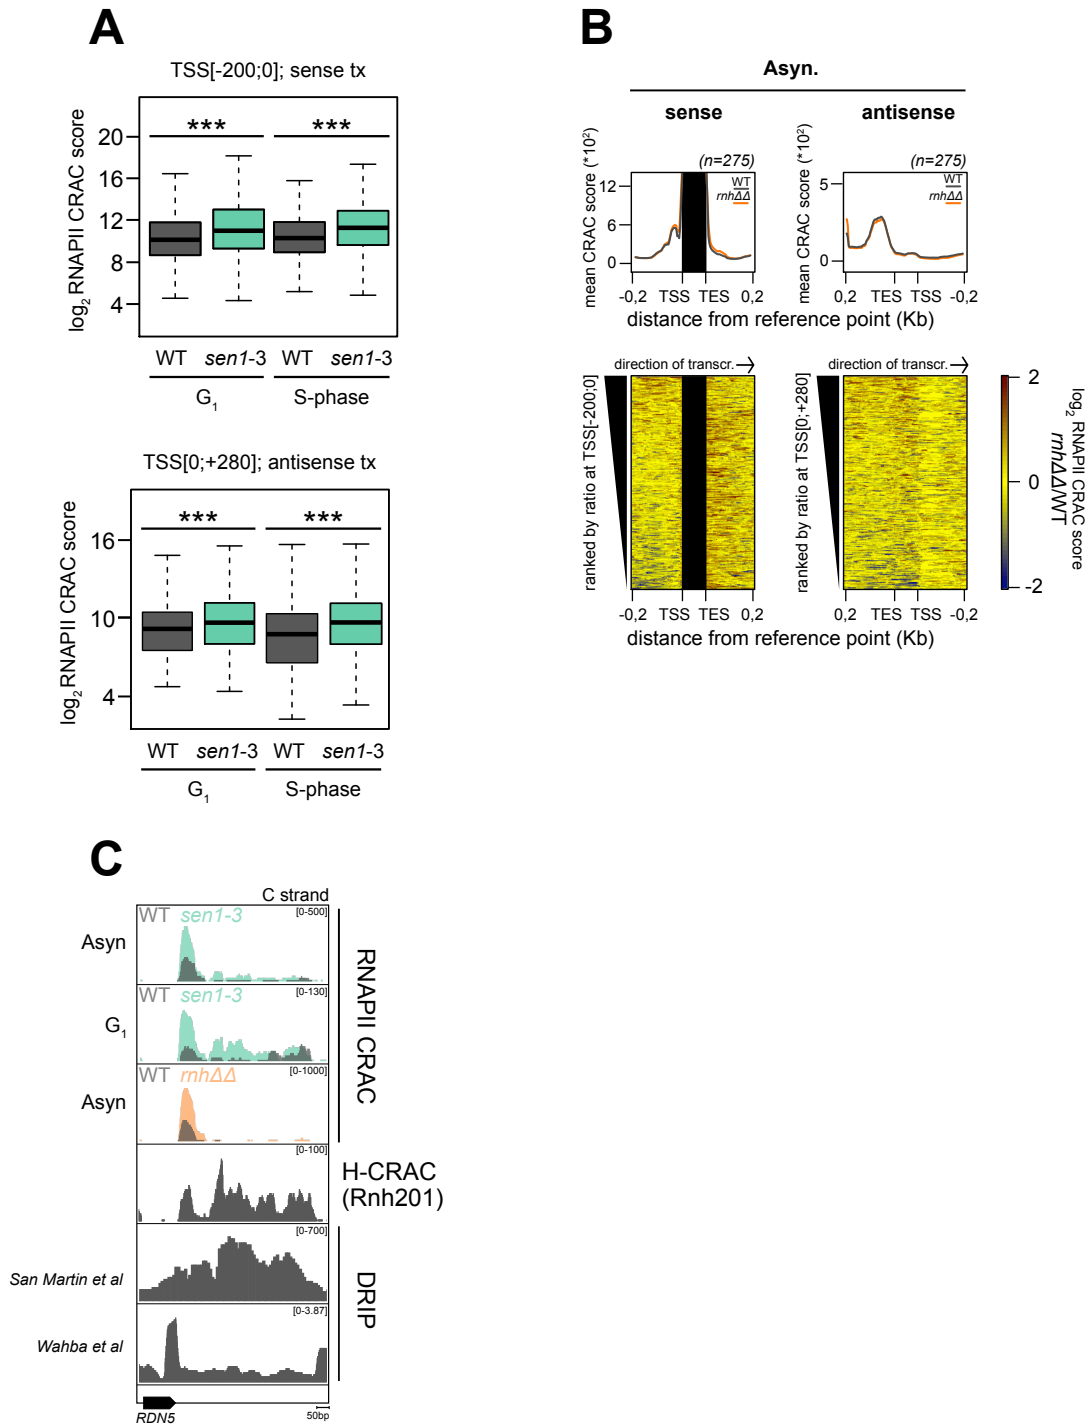 A
TSS[-200;0]; sense tx
log2 RNAPII CRAC score
20
16
12
8
4
***
***
WT
sen1-3
WT
sen1-3
G1
S-phase
TSS[0;+280]; antisense tx
log2 RNAPII CRAC score
16
10
4
***
***
WT
sen1-3
WT
sen1-3
G1
S-phase
B
Asyn.
sense
antisense
(n=275)
(n=275)
mean CRAC score (*10²)
12
6
0
WT
rnhΔΔ
-0,2
TSS
TES
0,2
mean CRAC score (*10²)
5
0
WT
rnhΔΔ
0,2
TES
TSS
-0,2
distance from reference point (Kb)
direction of transcr.
direction of transcr.
ranked by ratio at TSS[-200;0]
ranked by ratio at TSS[0;+280]
2
0
-2
log2 RNAPII CRAC score
rnhΔΔ/WT
-0,2
TSS
TES
0,2
0,2
TES
TSS
-0,2
distance from reference point (Kb)
C
C strand
WT sen1-3
[0-500]
Asyn
WT sen1-3
[0-130]
G1
WT rnhΔΔ
[0-1000]
Asyn
RNAPII CRAC
[0-100]
H-CRAC
(Rnh201)
[0-700]
San Martin et al
[0-3.87]
Wahba et al
DRIP
RDN5
50bp